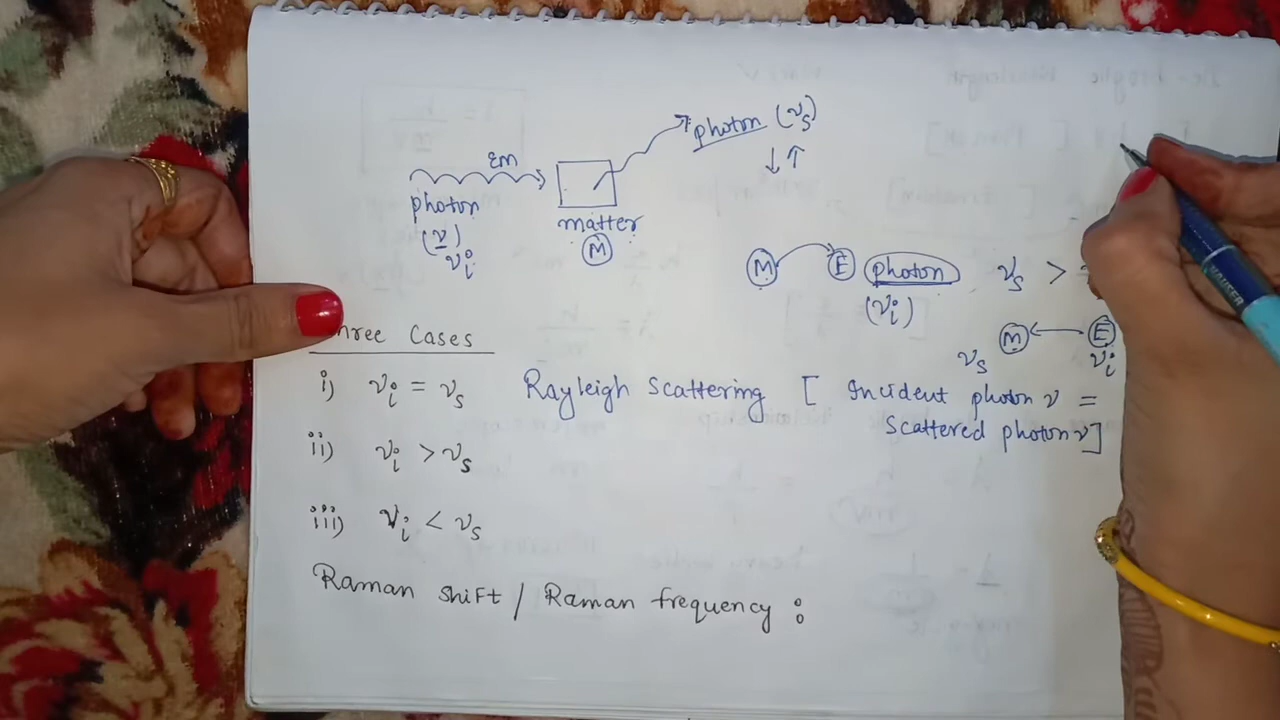 photon (νs)
↓↑
Em
photon
(ν)
νi
matter
M
M E photon νs >
(νi)
M ← E
νs νi
Three Cases
i) νi = νs Rayleigh Scattering [ Incident photon ν =
Scattered photon ν]
ii) νi > νs
iii) νi < νs
Raman shift / Raman frequency :
HAUSER